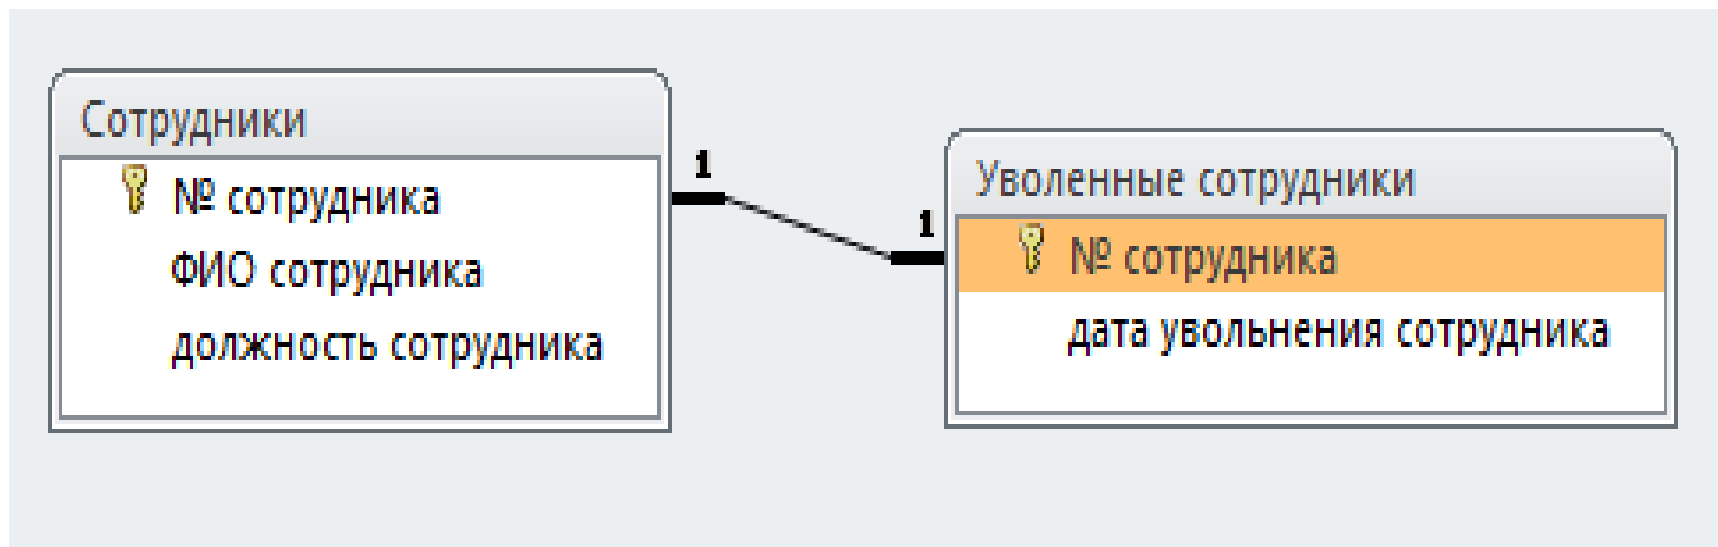 Сотрудники
№ сотрудника
ФИО сотрудника
должность сотрудника
1
1
Уволенные сотрудники
№ сотрудника
дата увольнения сотрудника